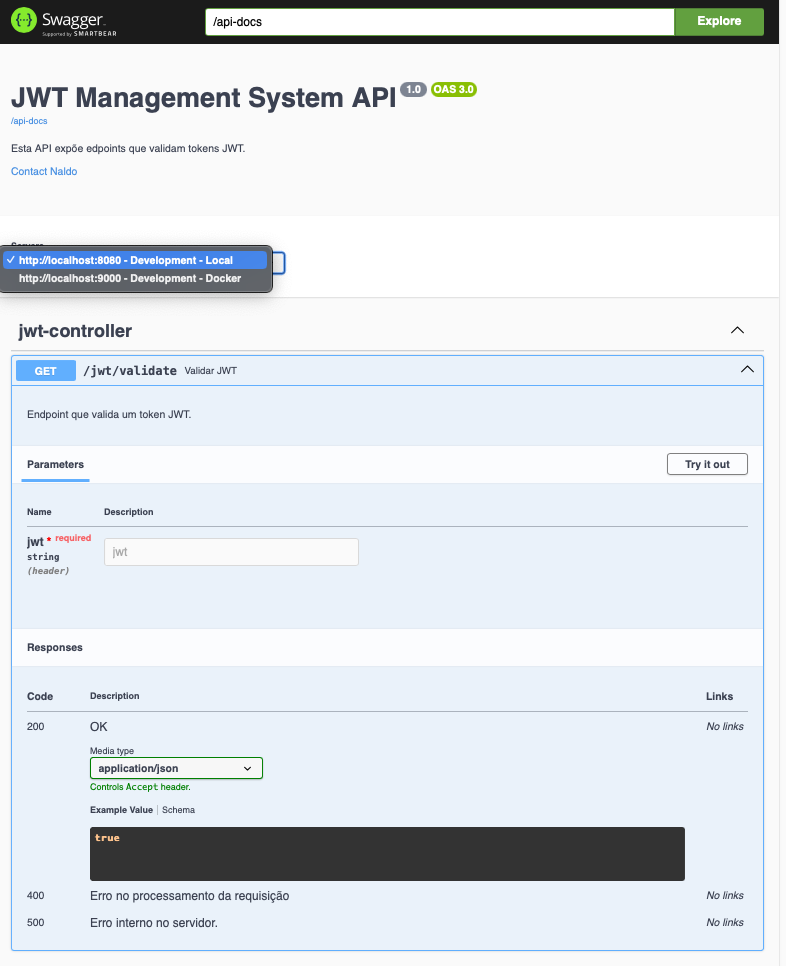 Swagger
Supported by SMARTBEAR
/api-docs
Explore
JWT Management System API 1.0 OAS 3.0
/api-docs
Esta API expõe edpoints que validam tokens JWT.
Contact Naldo
Servers
✓ http://localhost:8080 - Development - Local
http://localhost:9000 - Development - Docker
jwt-controller
GET /jwt/validate Validar JWT
Endpoint que valida um token JWT.
Parameters
Try it out
Name Description
jwt * required
string
(header)
jwt
Responses
Code Description Links
200 OK No links
Media type
application/json
Controls Accept header.
Example Value | Schema
true
400 Erro no processamento da requisição No links
500 Erro interno no servidor. No links